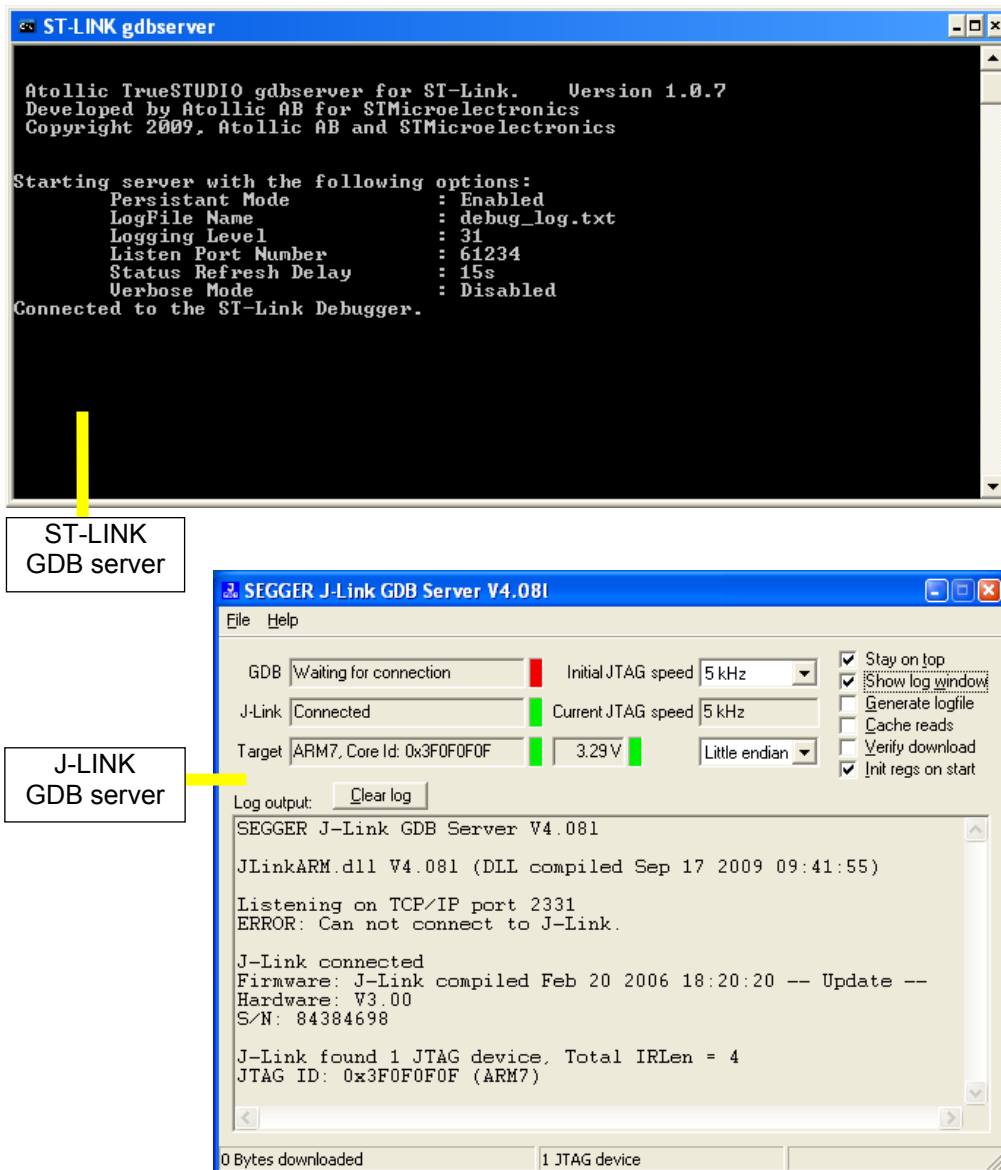 ST-LINK gdbserver
Atollic TrueSTUDIO gdbserver for ST-Link. Version 1.0.7
Developed by Atollic AB for STMicroelectronics
Copyright 2009, Atollic AB and STMicroelectronics
Starting server with the following options:
Persistant Mode : Enabled
LogFile Name : debug_log.txt
Logging Level : 31
Listen Port Number : 61234
Status Refresh Delay : 15s
Verbose Mode : Disabled
Connected to the ST-Link Debugger.
ST-LINK
GDB server
SEGGER J-Link GDB Server V4.08l
File Help
GDB Waiting for connection Initial JTAG speed 5 kHz
J-Link Connected Current JTAG speed 5 kHz
Target ARM7, Core Id: 0x3F0F0F0F 3.29 V Little endian
Stay on top
Show log window
Generate logfile
Cache reads
Verify download
Init regs on start
J-LINK
GDB server
Log output: Clear log
SEGGER J-Link GDB Server V4.08l
JLinkARM.dll V4.08l (DLL compiled Sep 17 2009 09:41:55)
Listening on TCP/IP port 2331
ERROR: Can not connect to J-Link.
J-Link connected
Firmware: J-Link compiled Feb 20 2006 18:20:20 -- Update --
Hardware: V3.00
S/N: 84384698
J-Link found 1 JTAG device, Total IRLen = 4
JTAG ID: 0x3F0F0F0F (ARM7)
0 Bytes downloaded 1 JTAG device